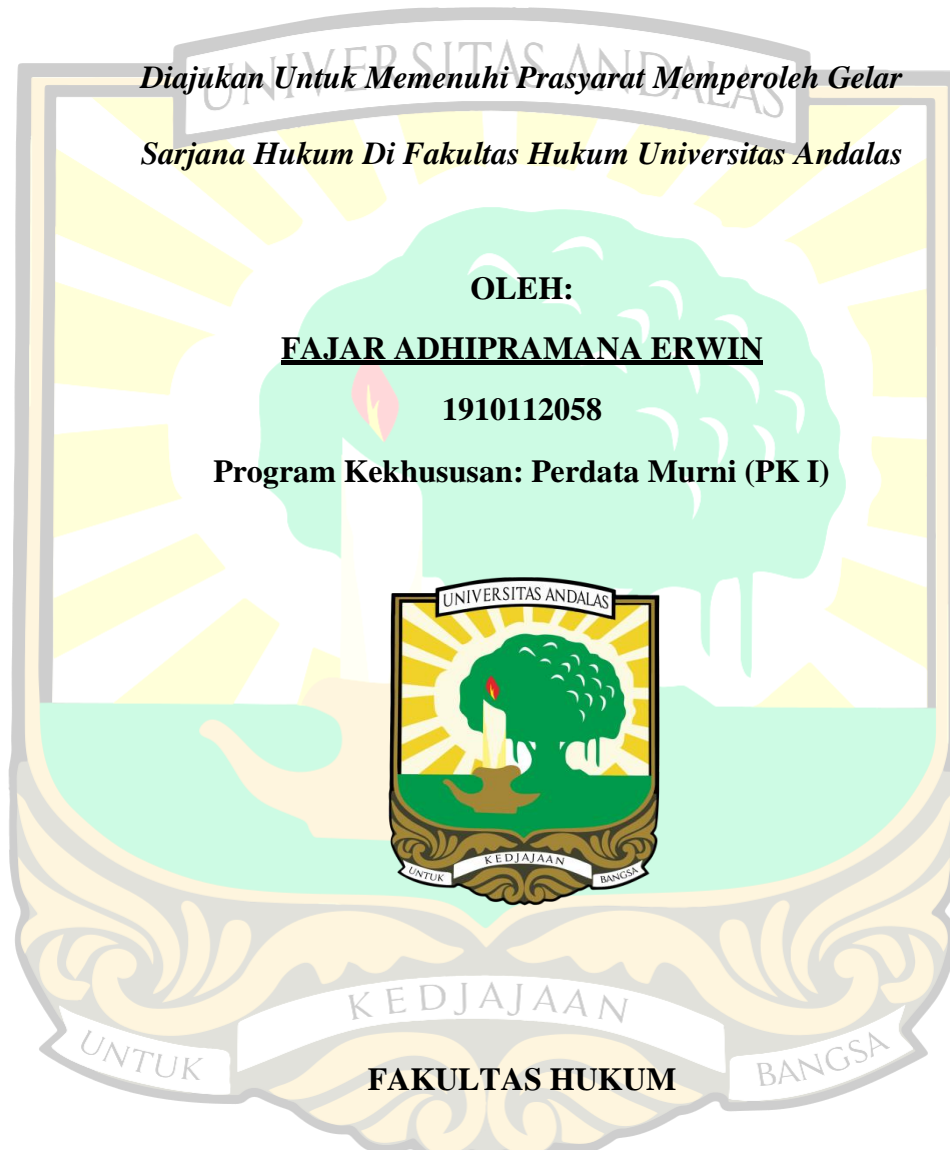 UNIVERSITAS ANDALAS
Diajukan Untuk Memenuhi Prasyarat Memperoleh Gelar
Sarjana Hukum Di Fakultas Hukum Universitas Andalas
OLEH:
FAJAR ADHIPRAMANA ERWIN
1910112058
Program Kekhususan: Perdata Murni (PK I)
UNIVERSITAS ANDALAS
UNTUK KEDJAJAAN BANGSA
UNTUK KEDJAJAAN BANGSA
FAKULTAS HUKUM